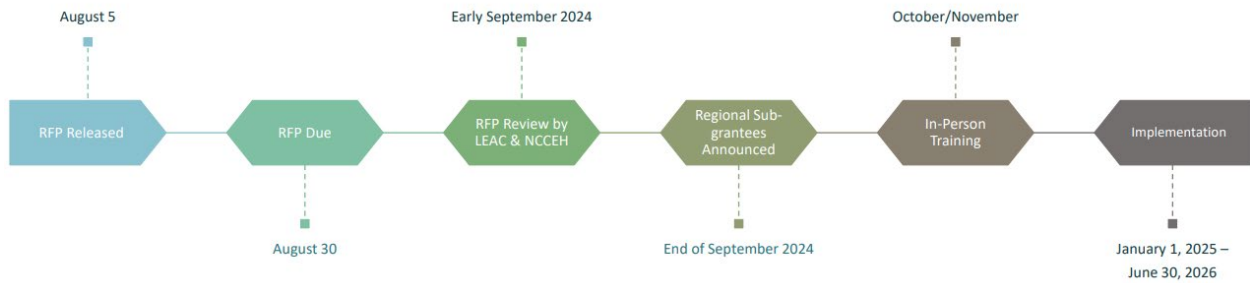 August 5
Early September 2024
October/November
RFP Released
RFP Due
RFP Review by
LEAC & NCCEH
Regional Sub-
grantees
Announced
In-Person
Training
Implementation
August 30
End of September 2024
January 1, 2025 –
June 30, 2026